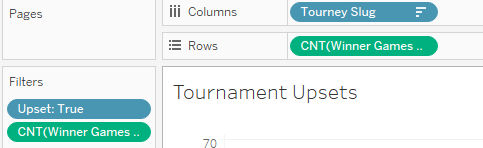 Pages
Columns
Tourney Slug
Rows
CNT(Winner Games ..
Filters
Upset: True
CNT(Winner Games ..
Tournament Upsets
70